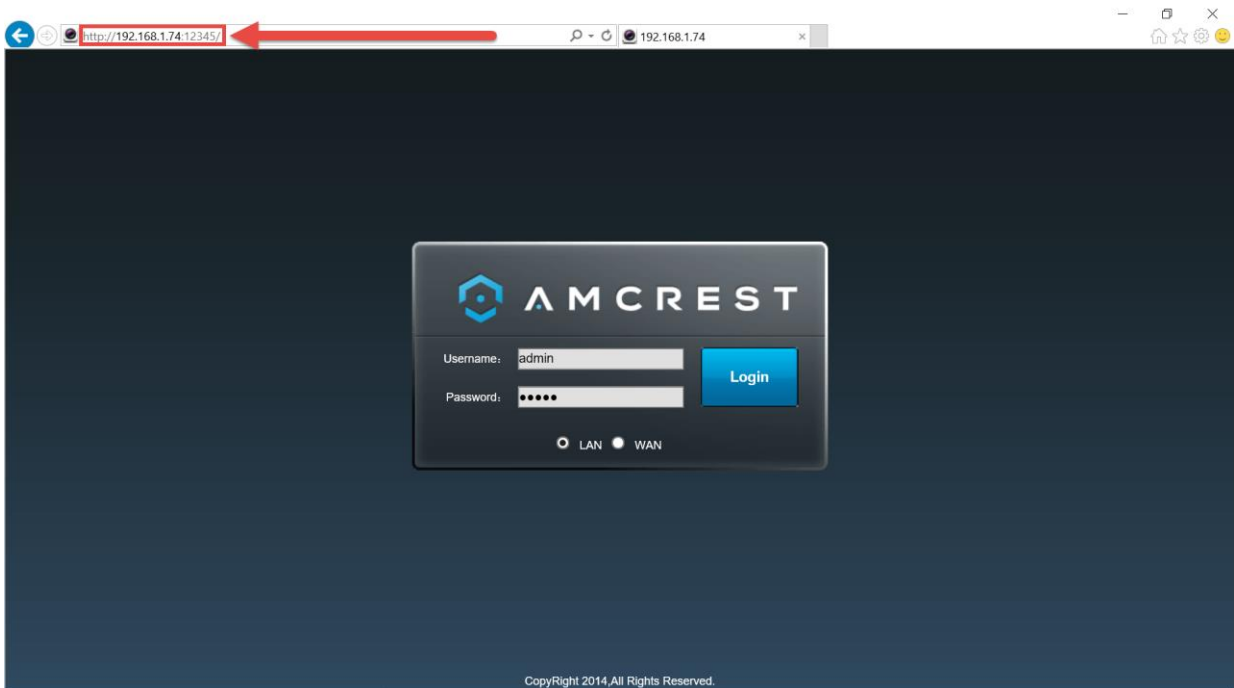 http://192.168.1.74:12345/
192.168.1.74
AMCREST
Username:
admin
Login
Password:
•••••
LAN
WAN
CopyRight 2014,All Rights Reserved.